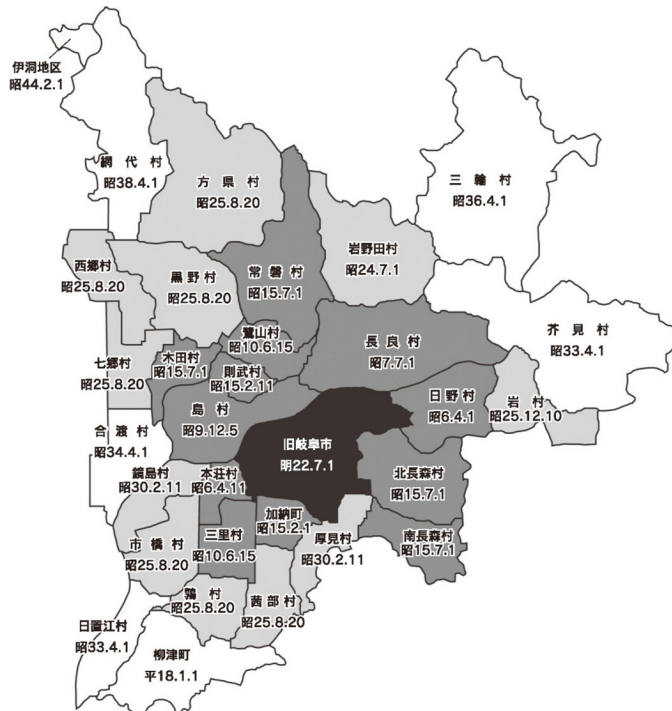 伊洞地区
昭44.2.1
網代村
昭38.4.1
方県村
昭25.8.20
三輪村
昭36.4.1
岩野田村
昭24.7.1
西郷村
昭25.8.20
黒野村
昭25.8.20
常磐村
昭15.7.1
芥見村
昭33.4.1
鷺山村
昭10.6.15
長良村
昭7.7.1
七郷村
昭25.8.20
木田村
昭15.7.1
則武村
昭15.2.11
日野村
昭6.4.1
岩村
昭25.12.10
島村
昭9.12.5
合渡村
昭34.4.1
旧岐阜市
明22.7.1
鏡島村
昭30.2.11
本荘村
昭6.4.11
北長森村
昭15.7.1
加納町
昭15.2.1
市橋村
昭25.8.20
三里村
昭10.6.15
厚見村
昭30.2.11
南長森村
昭15.7.1
鶉村
昭25.8.20
茜部村
昭25.8.20
日置江村
昭33.4.1
柳津町
平18.1.1